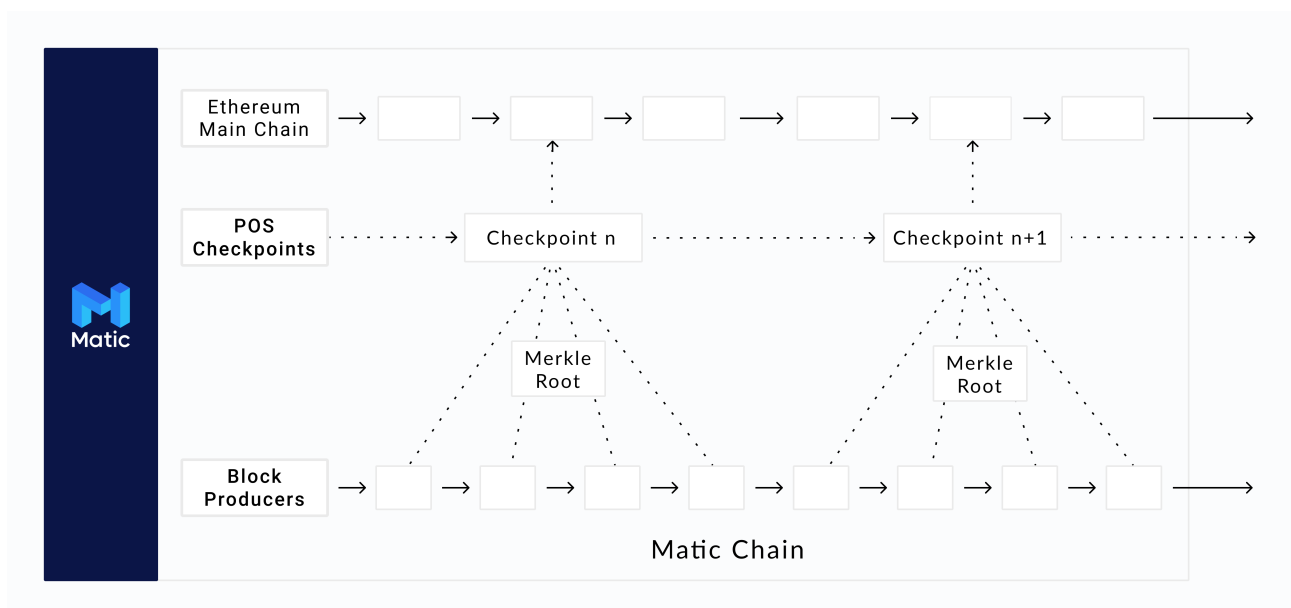 Ethereum
Main Chain
POS
Checkpoints
Checkpoint n
Checkpoint n+1
Matic
Merkle
Root
Merkle
Root
Block
Producers
Matic Chain